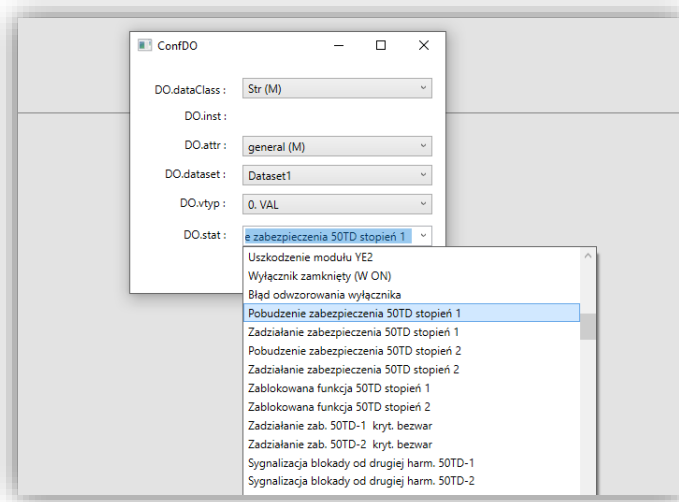 ConfDO
DO.dataClass : Str (M)
DO.inst :
DO.attr : general (M)
DO.dataset : Dataset1
DO.vtyp : 0. VAL
DO.stat : e zabezpieczenia 50TD stopień 1
Uszkodzenie modułu YE2
Wyłącznik zamknięty (W ON)
Błąd odwzorowania wyłącznika
Pobudzenie zabezpieczenia 50TD stopień 1
Zadziałanie zabezpieczenia 50TD stopień 1
Pobudzenie zabezpieczenia 50TD stopień 2
Zadziałanie zabezpieczenia 50TD stopień 2
Zablokowana funkcja 50TD stopień 1
Zablokowana funkcja 50TD stopień 2
Zadziałanie zab. 50TD-1 kryt. bezwar
Zadziałanie zab. 50TD-2 kryt. bezwar
Sygnalizacja blokady od drugiej harm. 50TD-1
Sygnalizacja blokady od drugiej harm. 50TD-2